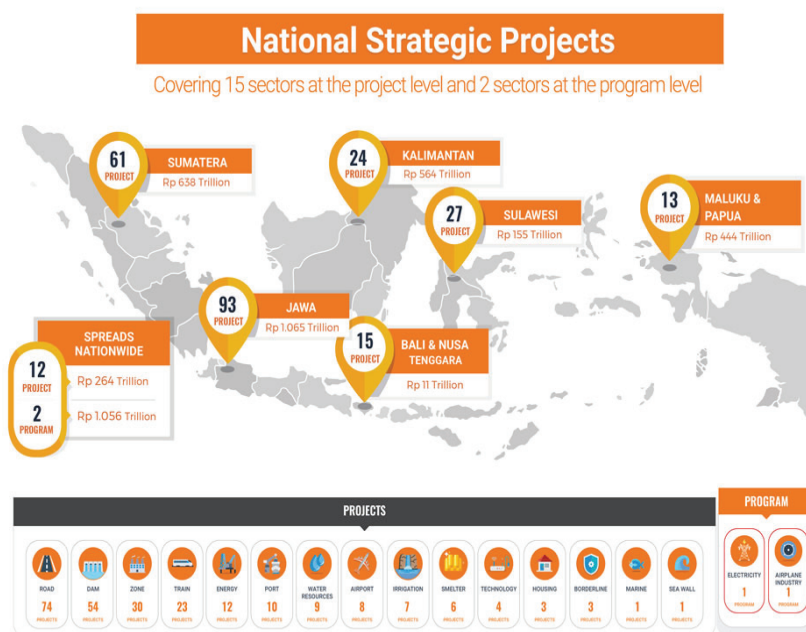 National Strategic Projects
Covering 15 sectors at the project level and 2 sectors at the program level
61
PROJECT
SUMATERA
Rp 638 Trillion
24
PROJECT
KALIMANTAN
Rp 564 Trillion
27
PROJECT
SULAWESI
Rp 155 Trillion
13
PROJECT
MALUKU &
PAPUA
Rp 444 Trillion
93
PROJECT
JAWA
Rp 1.065 Trillion
15
PROJECT
BALI & NUSA
TENGGARA
Rp 11 Trillion
SPREADS
NATIONWIDE
12
PROJECT
Rp 264 Trillion
2
PROGRAM
Rp 1.056 Trillion
PROJECTS
ROAD
74
PROJECTS
DAM
54
PROJECTS
ZONE
30
PROJECTS
TRAIN
23
PROJECTS
ENERGY
12
PROJECTS
PORT
10
PROJECTS
WATER
RESOURCES
9
PROJECTS
AIRPORT
8
PROJECTS
IRRIGATION
7
PROJECTS
SMELTER
6
PROJECTS
TECHNOLOGY
4
PROJECTS
HOUSING
3
PROJECTS
BORDERLINE
3
PROJECTS
MARINE
1
PROJECTS
SEA WALL
1
PROJECTS
PROGRAM
ELECTRICITY
1
PROGRAM
AIRPLANE
INDUSTRY
1
PROGRAM